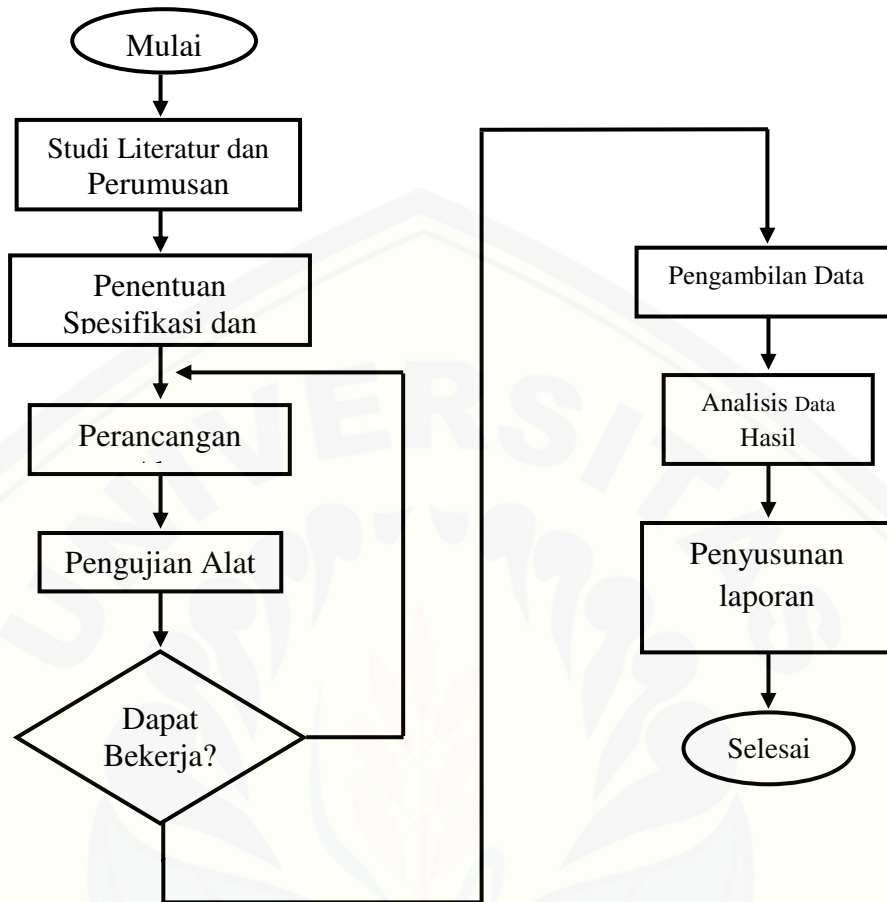 Mulai
Studi Literatur dan
Perumusan
Penentuan
Spesifikasi dan
Perancangan
Pengujian Alat
Dapat
Bekerja?
Pengambilan Data
Analisis Data
Hasil
Penyusunan
laporan
Selesai
UNIVERSITAS